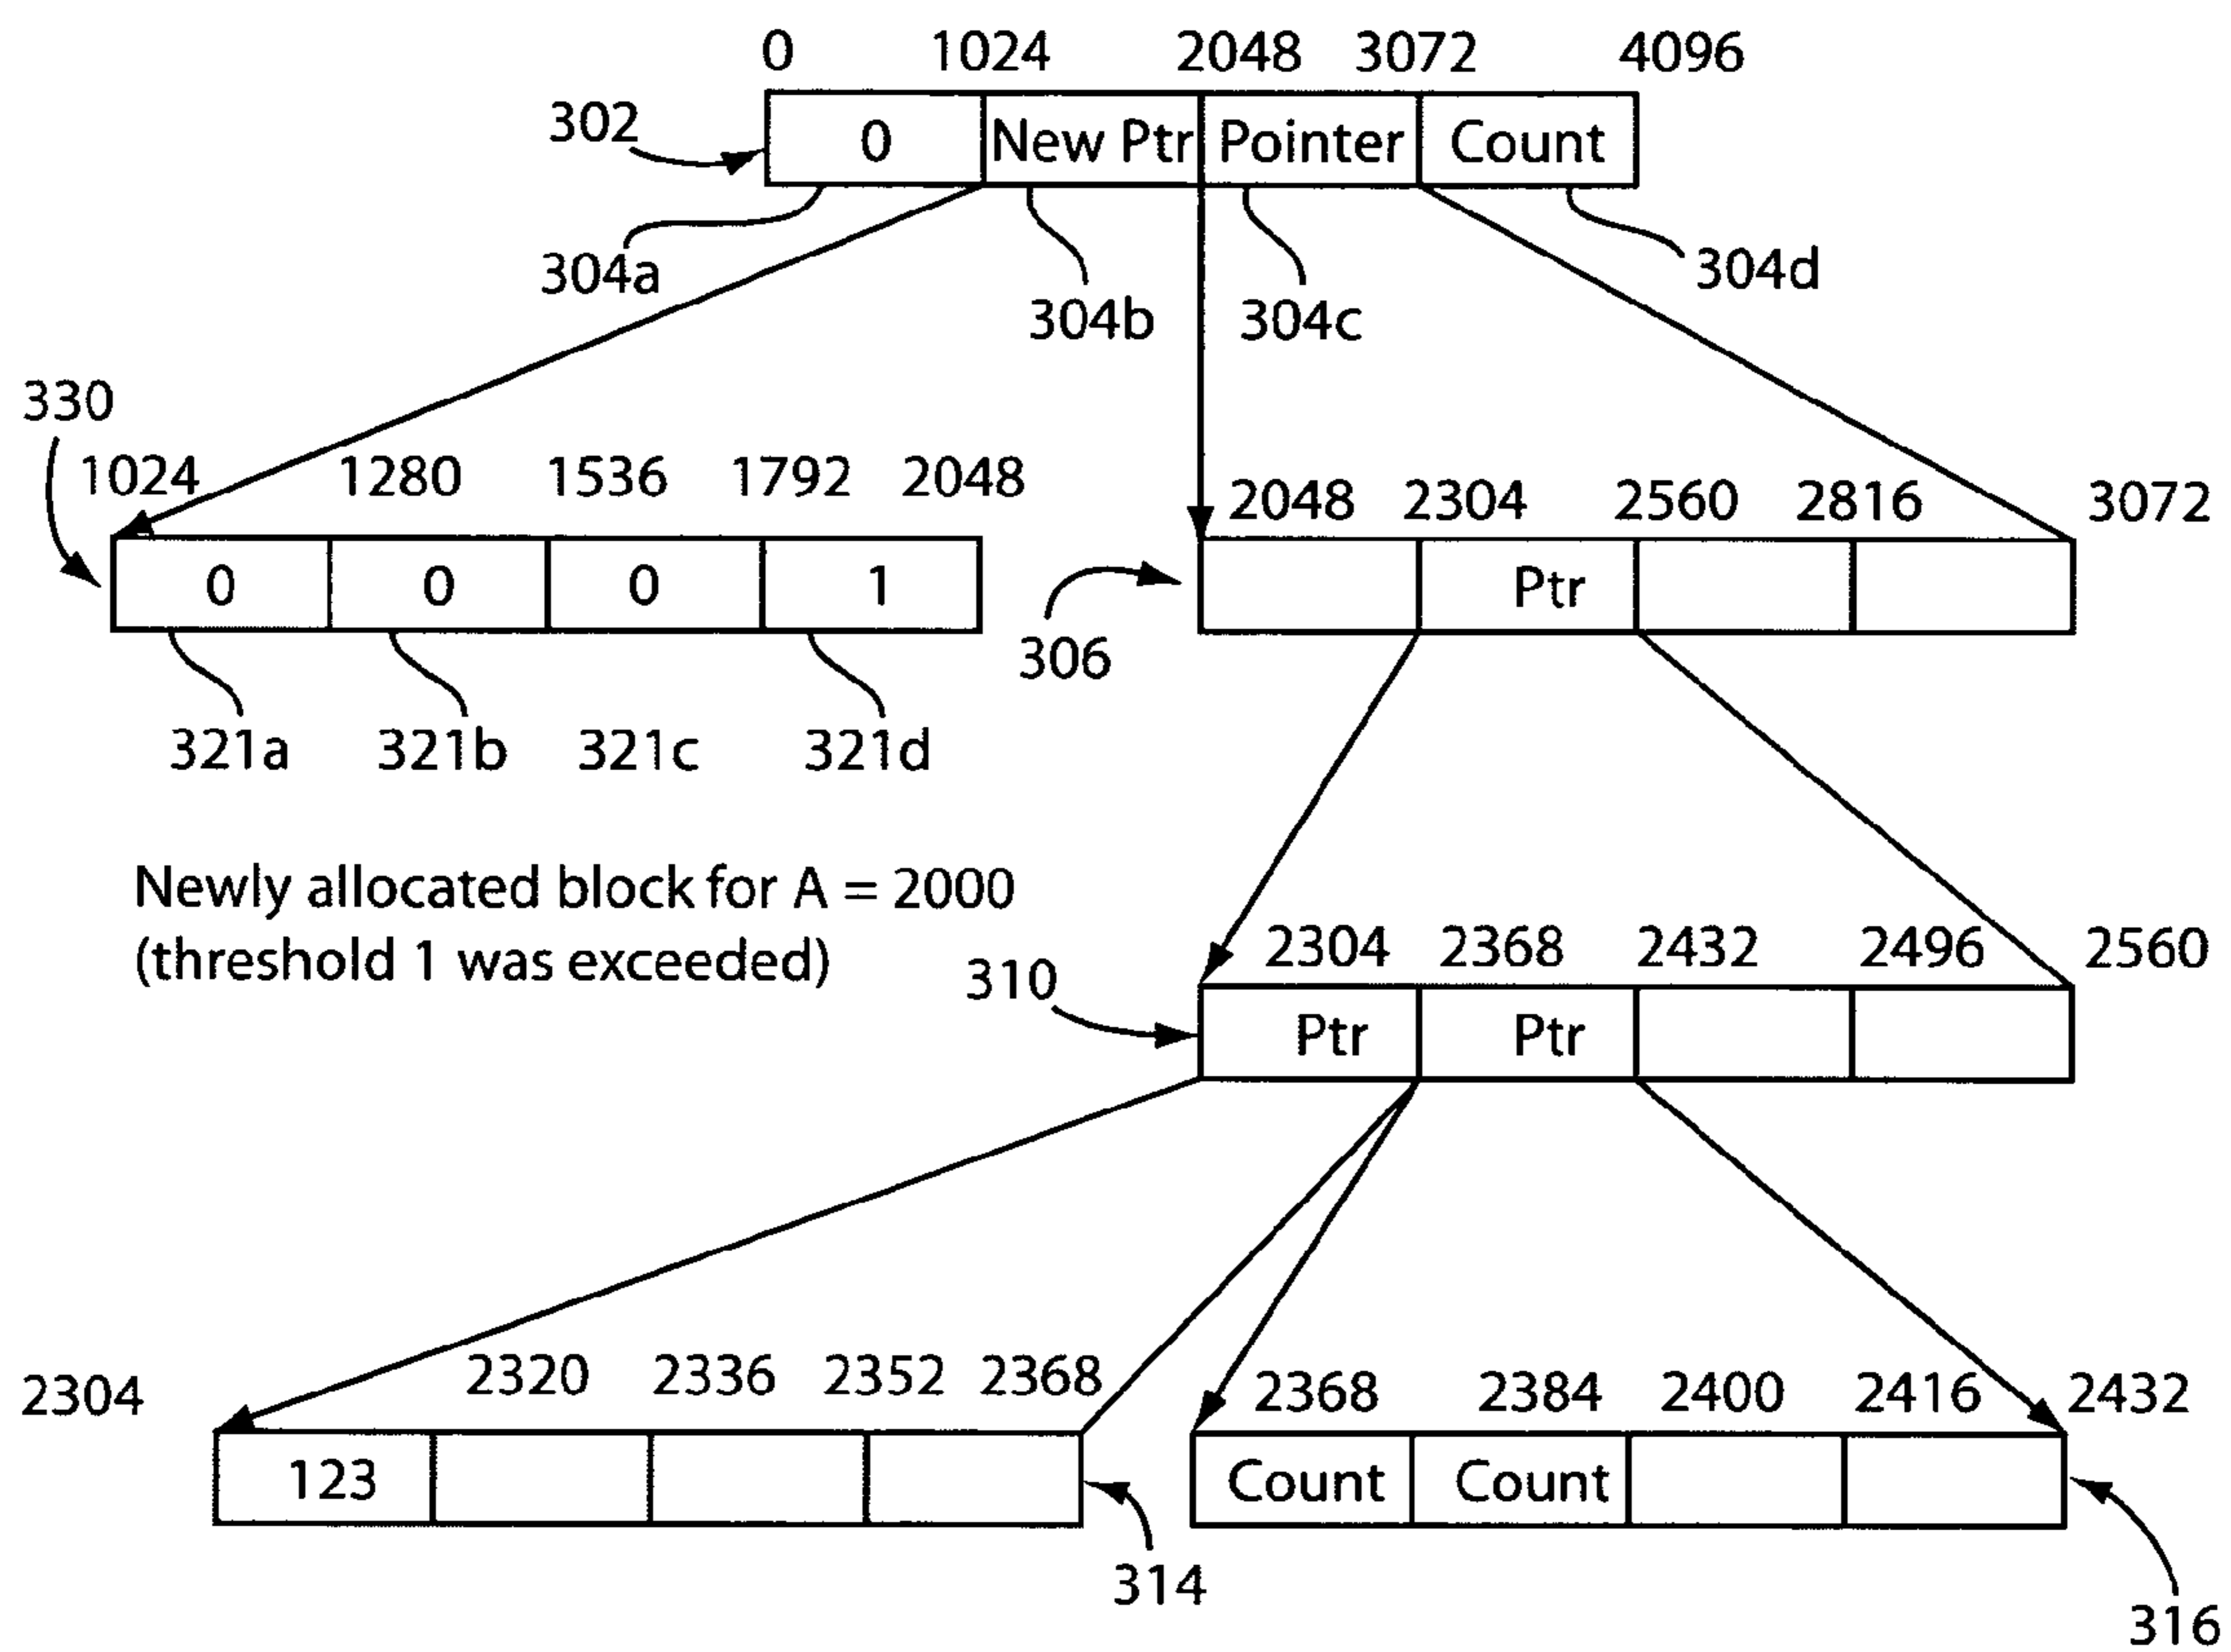 0 1024 2048 3072 4096
302
0 New Ptr Pointer Count
304a 304b 304c 304d
330
1024 1280 1536 1792 2048
2048 2304 2560 2816 3072
0 0 0 1
Ptr
306
321a 321b 321c 321d
Newly allocated block for A = 2000
(threshold 1 was exceeded)
2304 2368 2432 2496 2560
310
Ptr Ptr
2304 2320 2336 2352 2368
2368 2384 2400 2416 2432
123
Count Count
314
316